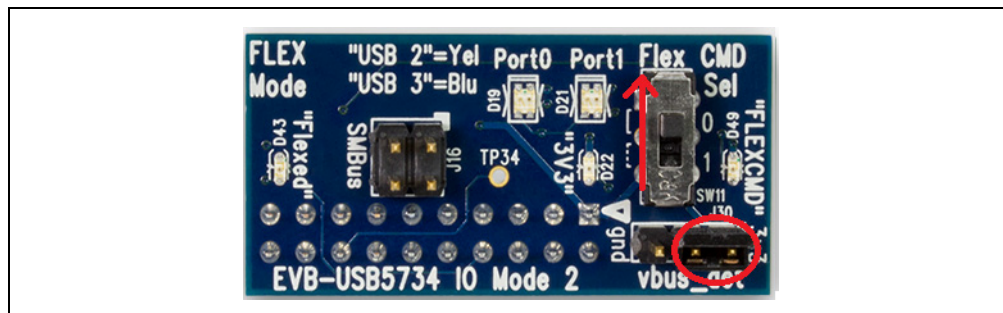 FLEX Mode
"USB 2"=Yel
"USB 3"=Blu
Port0 Port1
Flex CMD Sel
D19
D21
0
1
D43
"Flexed"
SMBus
J16
TP34
"3V3"
D22
D49
"FLEXCMD"
SW11
J30
gnd
EVB-USB5734 IO Mode 2